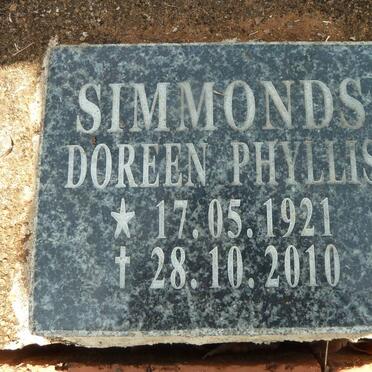 SIMMONDS
DOREEN PHYLLIS
☆ 17.05.1921
✝ 28.10.2010